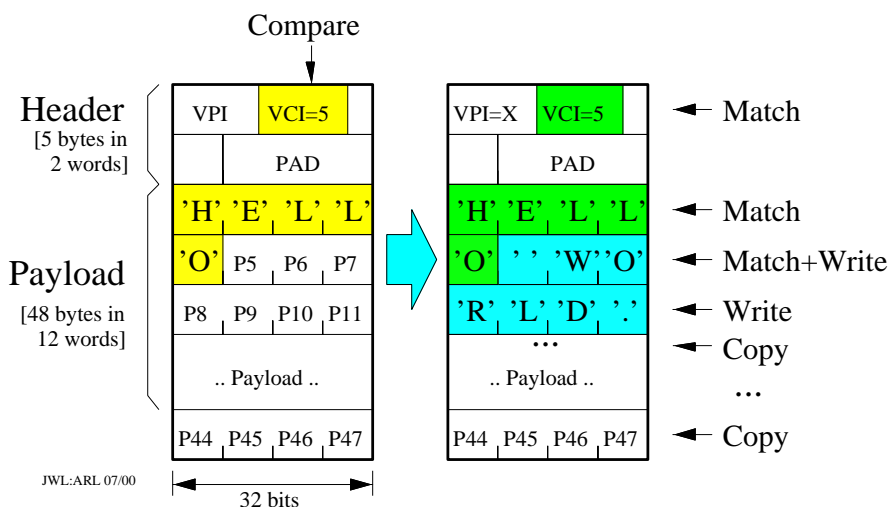 Compare
Header
[5 bytes in
2 words]
VPI VCI=5
PAD
'H' 'E' 'L' 'L'
'O' P5 P6 P7
P8 P9 P10 P11
.. Payload ..
P44 P45 P46 P47
Payload
[48 bytes in
12 words]
32 bits
JWL:ARL 07/00
VPI=X VCI=5
PAD
'H' 'E' 'L' 'L'
'O' ' ' 'W' 'O'
'R' 'L' 'D' '.'
...
.. Payload ..
P44 P45 P46 P47
Match
Match
Match+Write
Write
Copy
...
Copy